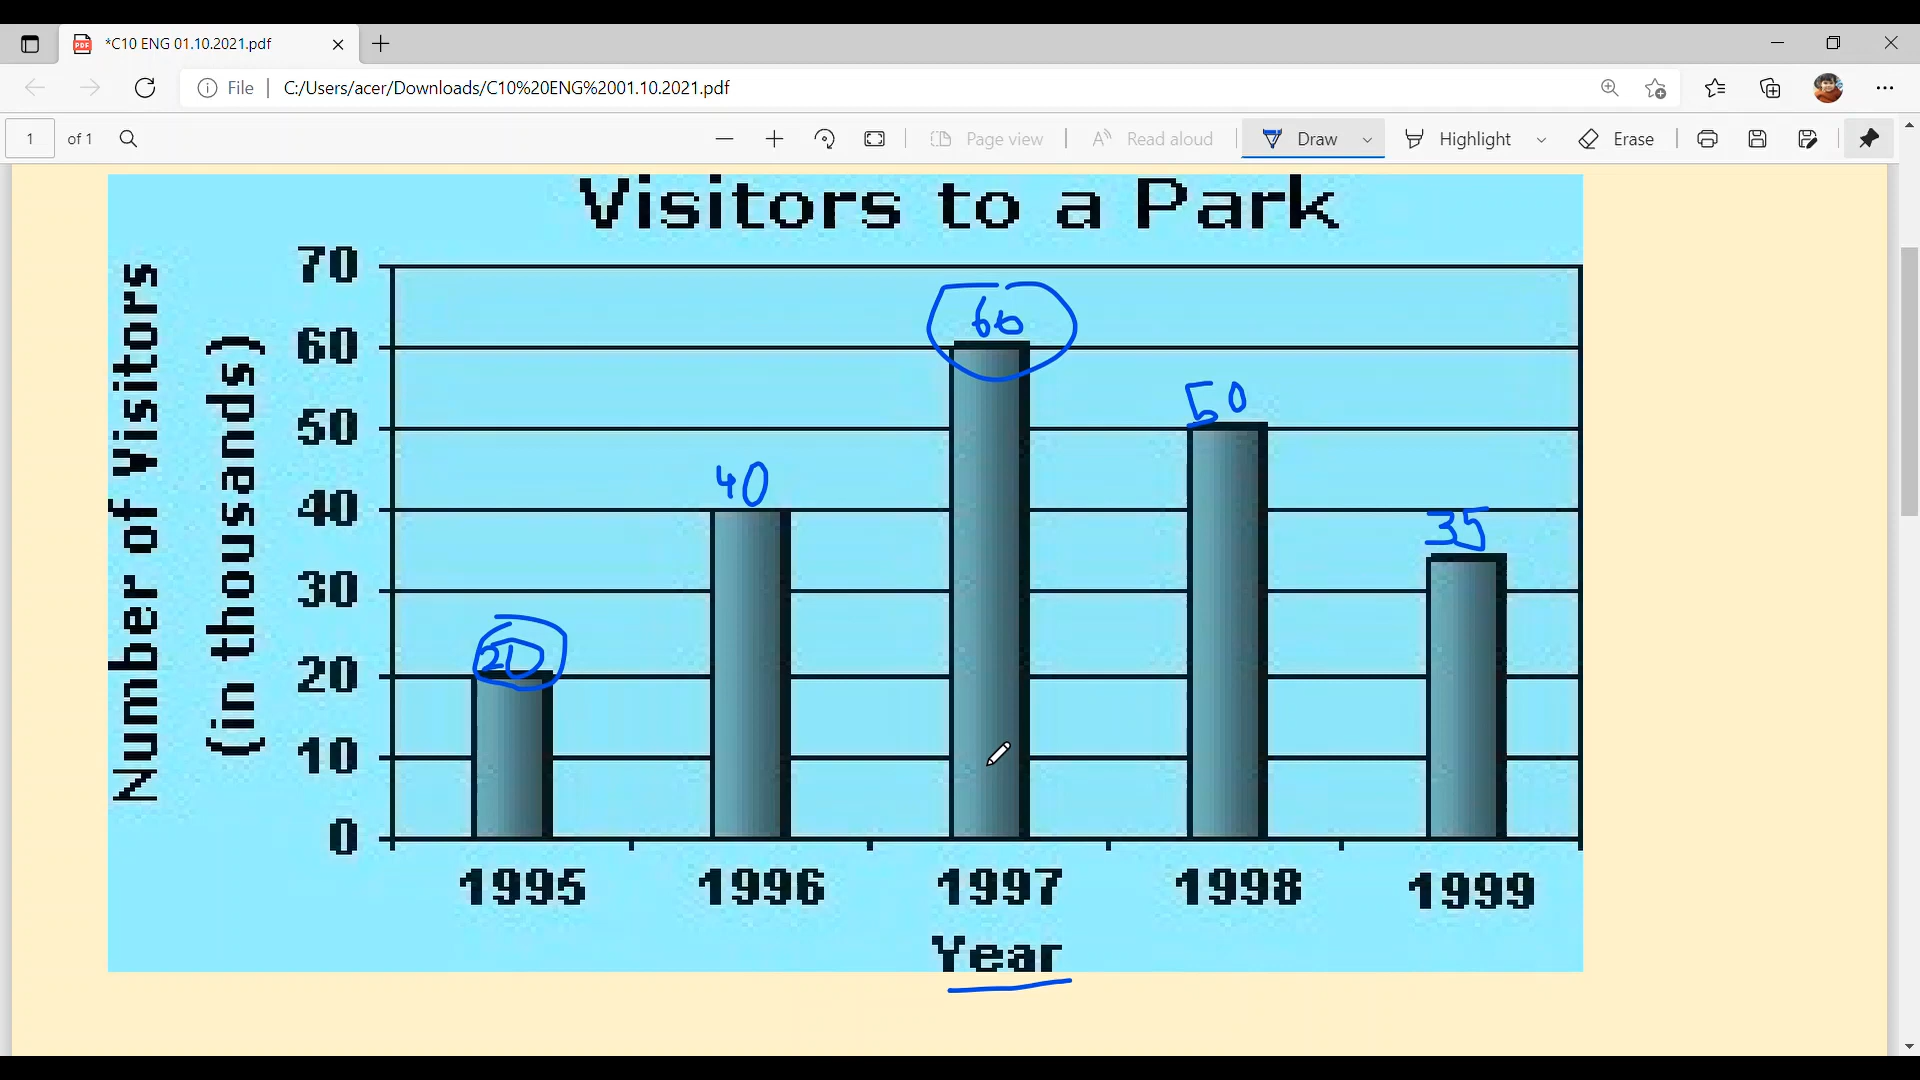 *C10 ENG 01.10.2021.pdf
File C:/Users/acer/Downloads/C10%20ENG%2001.10.2021.pdf
1 of 1 Page view Read aloud Draw Highlight Erase
Visitors to a Park
Number of Visitors
(in thousands)
70
60
50
40
30
20
10
0
20
40
60
50
35
1995 1996 1997 1998 1999
Year